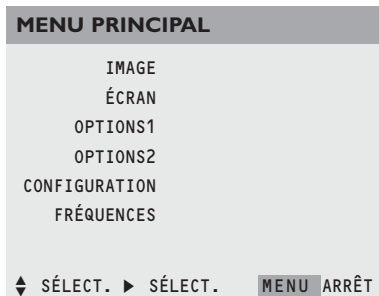 MENU PRINCIPAL
IMAGE
ÉCRAN
OPTIONS1
OPTIONS2
CONFIGURATION
FRÉQUENCES
SÉLECT. SÉLECT. MENU ARRÊT